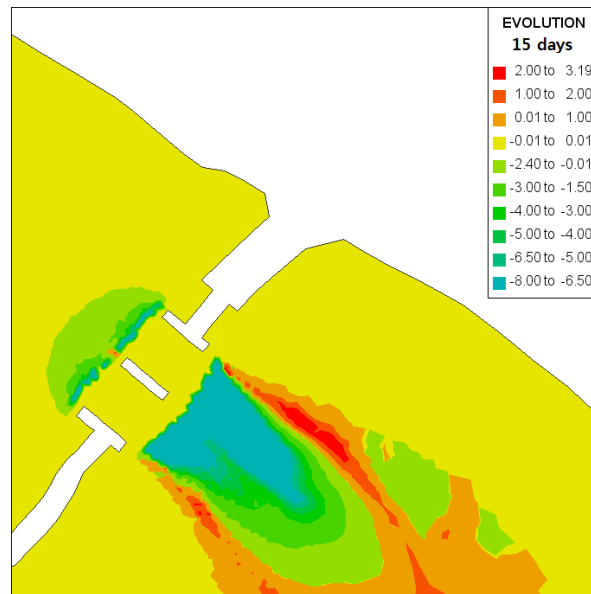 EVOLUTION
15 days
2.00 to 3.19
1.00 to 2.00
0.01 to 1.00
-0.01 to 0.01
-2.40 to -0.01
-3.00 to -1.50
-4.00 to -3.00
-5.00 to -4.00
-6.50 to -5.00
-8.00 to -6.50